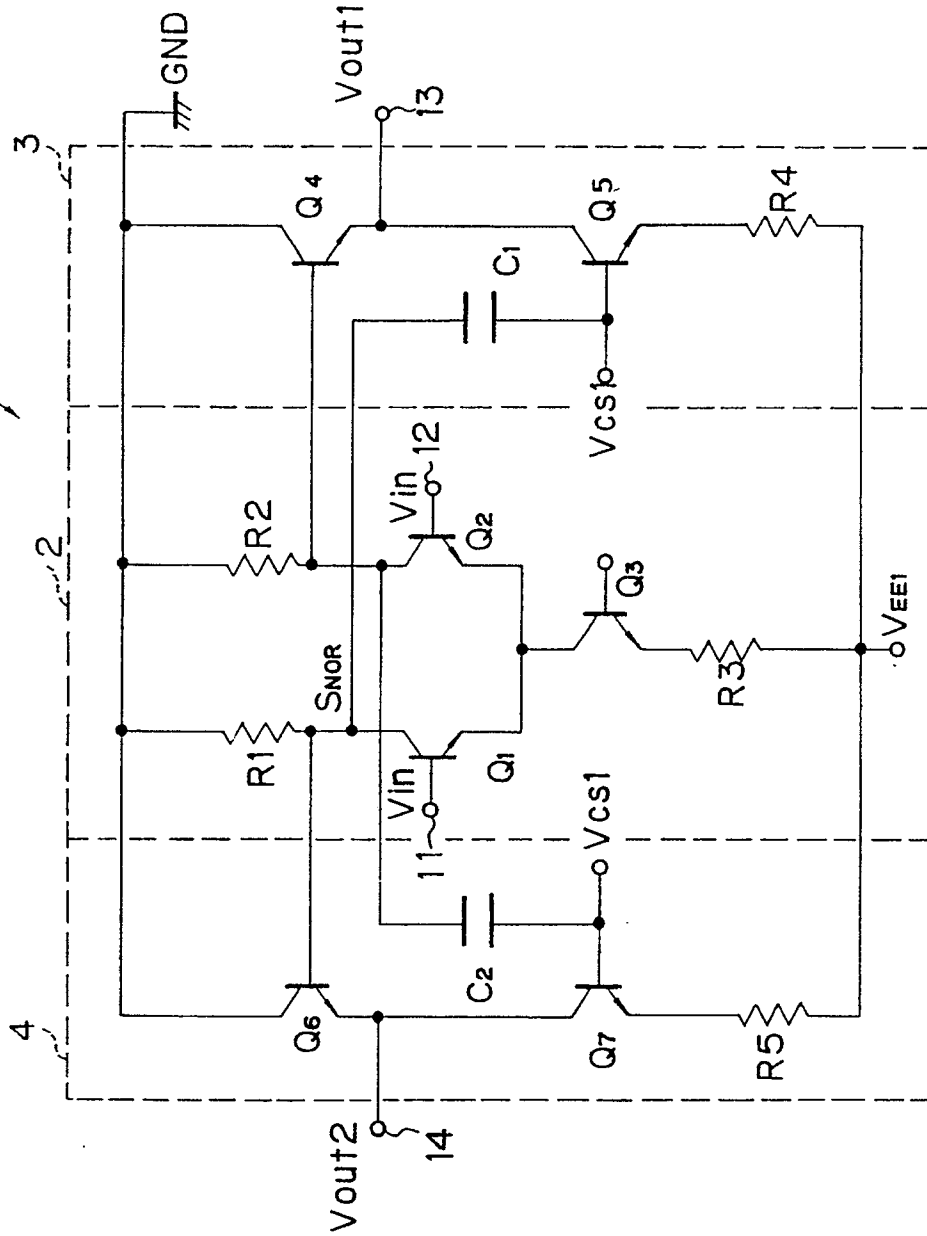 4
2
3
GND
R1
R2
SNOR
Q6
Q4
Vout2
14
Vout1
13
Vin
11
Q1
Vin
12
Q2
C2
C1
Vcs1
Vcs1
Q7
Q3
Q5
R5
R3
R4
VEE1